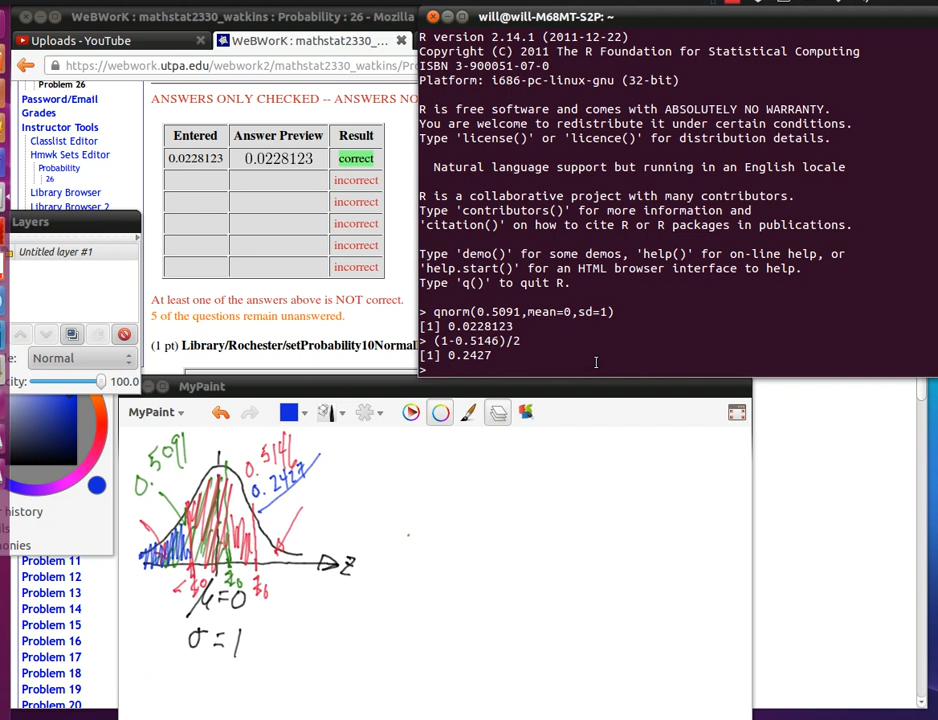 WeBWorK : mathstat2330_watkins : Probability : 26 - Mozilla
Uploads - YouTube
WeBWorK : mathstat2330_...
https://webwork.utpa.edu/webwork2/mathstat2330_watkins/Pro
Problem 26
Password/Email
Grades
Instructor Tools
Classlist Editor
Hmwk Sets Editor
Probability
26
Library Browser
Library Browser 2
ANSWERS ONLY CHECKED -- ANSWERS NO
Entered Answer Preview Result
0.0228123 0.0228123 correct
incorrect
incorrect
incorrect
incorrect
incorrect
At least one of the answers above is NOT correct.
5 of the questions remain unanswered.
(1 pt) Library/Rochester/setProbability10Normal
Layers
Untitled layer #1
e: Normal
city: 100.0
r history
ls
nonies
Problem 11
Problem 12
Problem 13
Problem 14
Problem 15
Problem 16
Problem 17
Problem 18
Problem 19
Problem 20
will@will-M68MT-S2P: ~
R version 2.14.1 (2011-12-22)
Copyright (C) 2011 The R Foundation for Statistical Computing
ISBN 3-900051-07-0
Platform: i686-pc-linux-gnu (32-bit)
R is free software and comes with ABSOLUTELY NO WARRANTY.
You are welcome to redistribute it under certain conditions.
Type 'license()' or 'licence()' for distribution details.
Natural language support but running in an English locale
R is a collaborative project with many contributors.
Type 'contributors()' for more information and
'citation()' on how to cite R or R packages in publications.
Type 'demo()' for some demos, 'help()' for on-line help, or
'help.start()' for an HTML browser interface to help.
Type 'q()' to quit R.
> qnorm(0.5091,mean=0,sd=1)
[1] 0.0228123
> (1-0.5146)/2
[1] 0.2427
>
MyPaint
MyPaint
0.5091
0.5146
0.2427
z
-z0 z0 z0
μ=0
σ=1